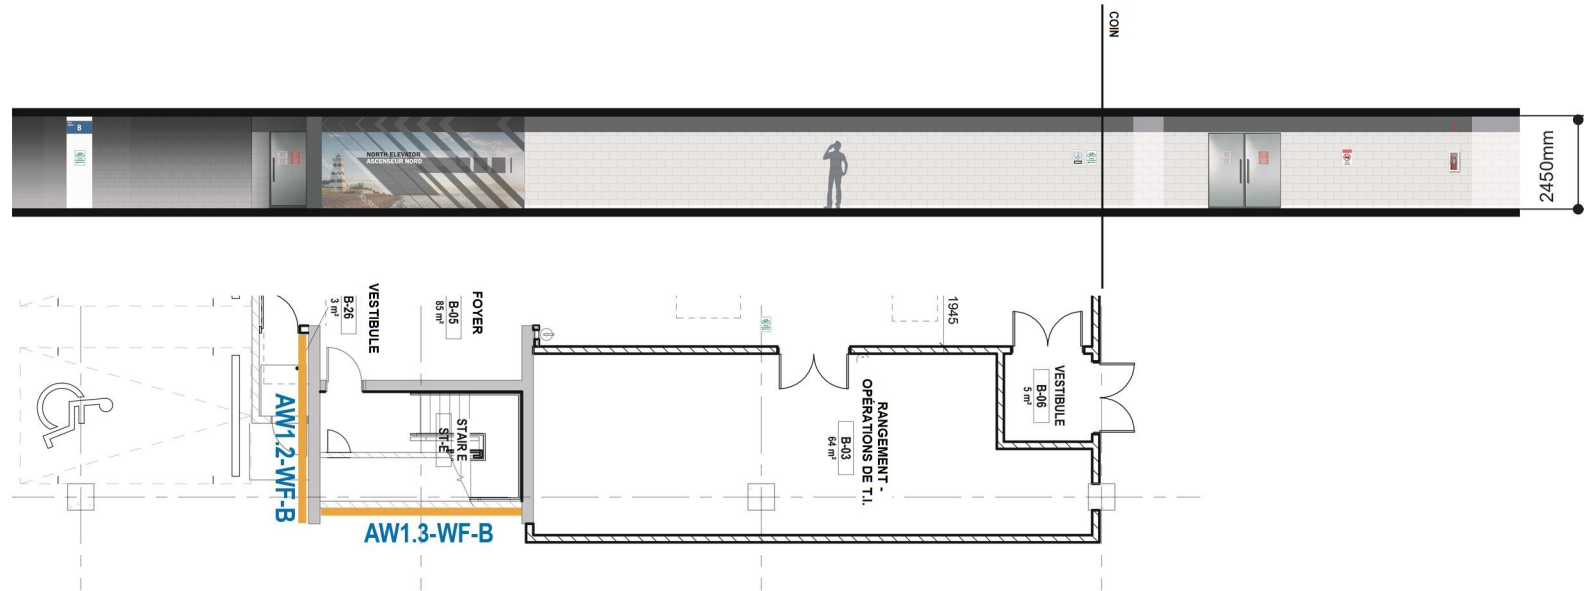 COIN
B
NORTH ELEVATOR
ASCENSEUR NORD
2450mm
VESTIBULE
B-26
3 m²
FOYER
B-05
85 m²
1945
STAIR E
ST-E
RANGEMENT -
OPÉRATIONS DE T.I.
B-03
64 m²
VESTIBULE
B-06
5 m²
AW1.2-WF-B
AW1.3-WF-B